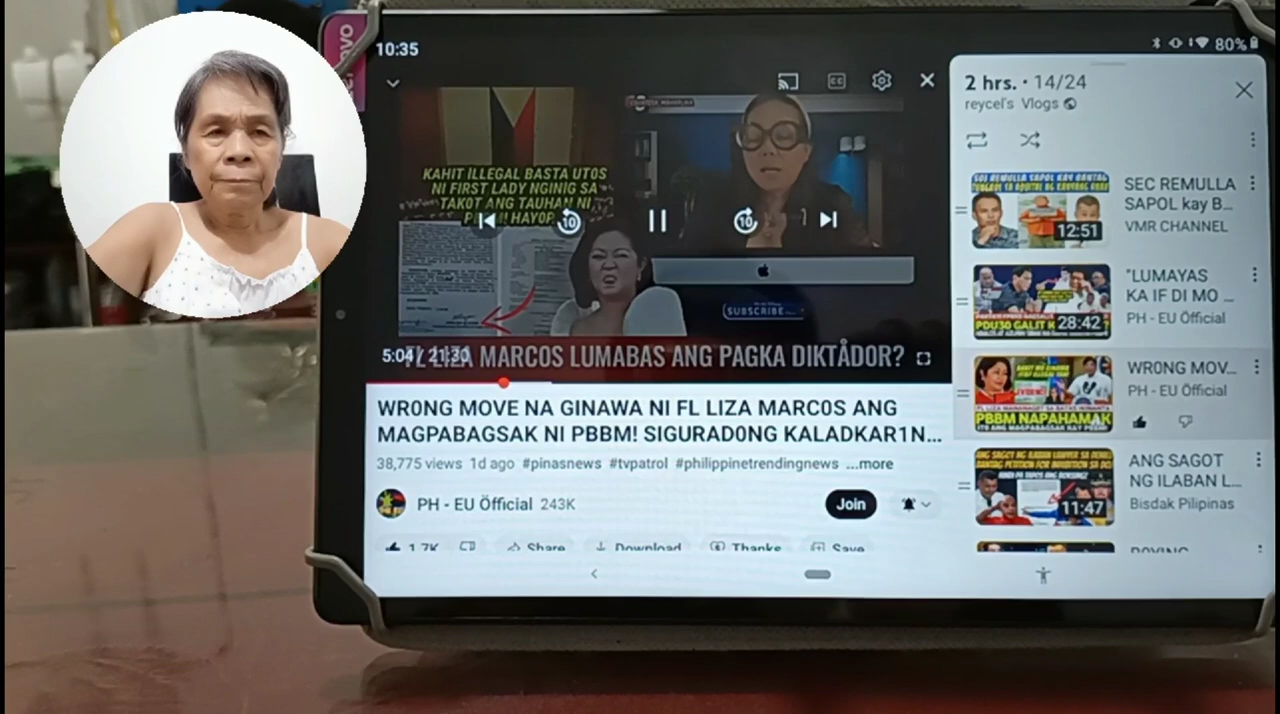 10:35
80%
KAHIT ILLEGAL BASTA UTOS
NI FIRST LADY NGINIG SA
TAKOT ANG TAUHAN NI
HAYOP
10
10
SUBSCRIBE
5:04 / 21:30
LIZA MARCOS LUMABAS ANG PAGKA DIKTÅDOR?
WR0NG MOVE NA GINAWA NI FL LIZA MARC0S ANG
MAGPABAGSAK NI PBBM! SIGURAD0NG KALADKAR1N...
38,775 views 1d ago #pinasnews #tvpatrol #philippinetrendingnews ...more
PH - EU Öfficial 243K
Join
1.7K
Share
Download
Thanks
Save
2 hrs. • 14/24
reycel's Vlogs
12:51
SEC REMULLA
SAPOL kay B...
VMR CHANNEL
28:42
"LUMAYAS
KA IF DI MO ...
PH - EU Öfficial
PBBM NAPAHAMAK
WR0NG MOV...
PH - EU Öfficial
11:47
ANG SAGOT
NG ILABAN L...
Bisdak Pilipinas